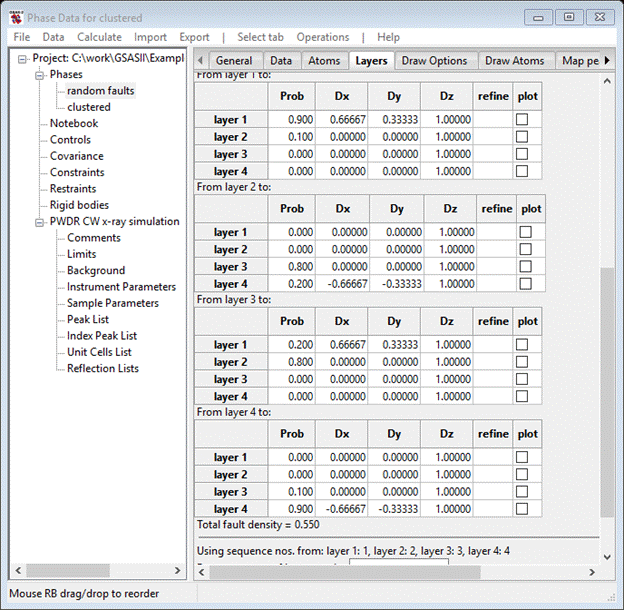 Phase Data for clustered
File Data Calculate Import Export | Select tab Operations | Help
Project: C:\work\GSASII\Exampl
Phases
random faults
clustered
Notebook
Controls
Covariance
Constraints
Restraints
Rigid bodies
PWDR CW x-ray simulation
Comments
Limits
Background
Instrument Parameters
Sample Parameters
Peak List
Index Peak List
Unit Cells List
Reflection Lists
General Data Atoms Layers Draw Options Draw Atoms Map pe
From layer 1 to:
Prob Dx Dy Dz refine plot
layer 1 0.900 0.66667 0.33333 1.00000
layer 2 0.100 0.00000 0.00000 1.00000
layer 3 0.000 0.00000 0.00000 1.00000
layer 4 0.000 0.00000 0.00000 1.00000
From layer 2 to:
Prob Dx Dy Dz refine plot
layer 1 0.000 0.00000 0.00000 1.00000
layer 2 0.000 0.00000 0.00000 1.00000
layer 3 0.800 0.00000 0.00000 1.00000
layer 4 0.200 -0.66667 -0.33333 1.00000
From layer 3 to:
Prob Dx Dy Dz refine plot
layer 1 0.200 0.66667 0.33333 1.00000
layer 2 0.800 0.00000 0.00000 1.00000
layer 3 0.000 0.00000 0.00000 1.00000
layer 4 0.000 0.00000 0.00000 1.00000
From layer 4 to:
Prob Dx Dy Dz refine plot
layer 1 0.000 0.00000 0.00000 1.00000
layer 2 0.000 0.00000 0.00000 1.00000
layer 3 0.100 0.00000 0.00000 1.00000
layer 4 0.900 -0.66667 -0.33333 1.00000
Total fault density = 0.550
Using sequence nos. from: layer 1: 1, layer 2: 2, layer 3: 3, layer 4: 4
Mouse RB drag/drop to reorder